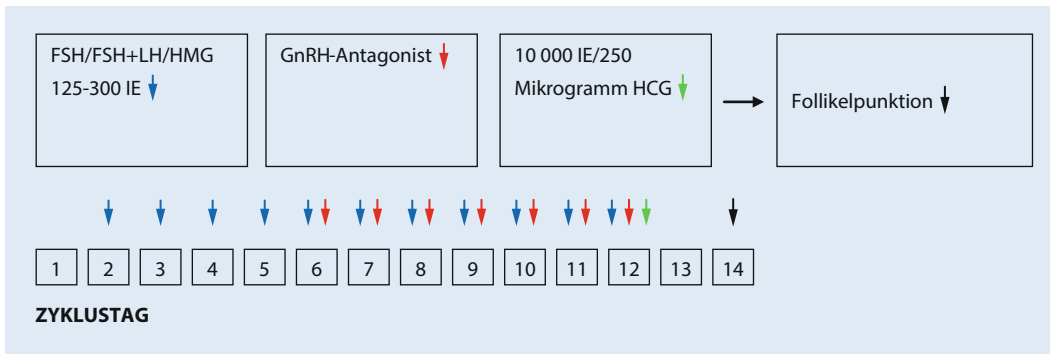 FSH/FSH+LH/HMG
125-300 IE
GnRH-Antagonist
10 000 IE/250
Mikrogramm HCG
Follikelpunktion
1 2 3 4 5 6 7 8 9 10 11 12 13 14
ZYKLUSTAG